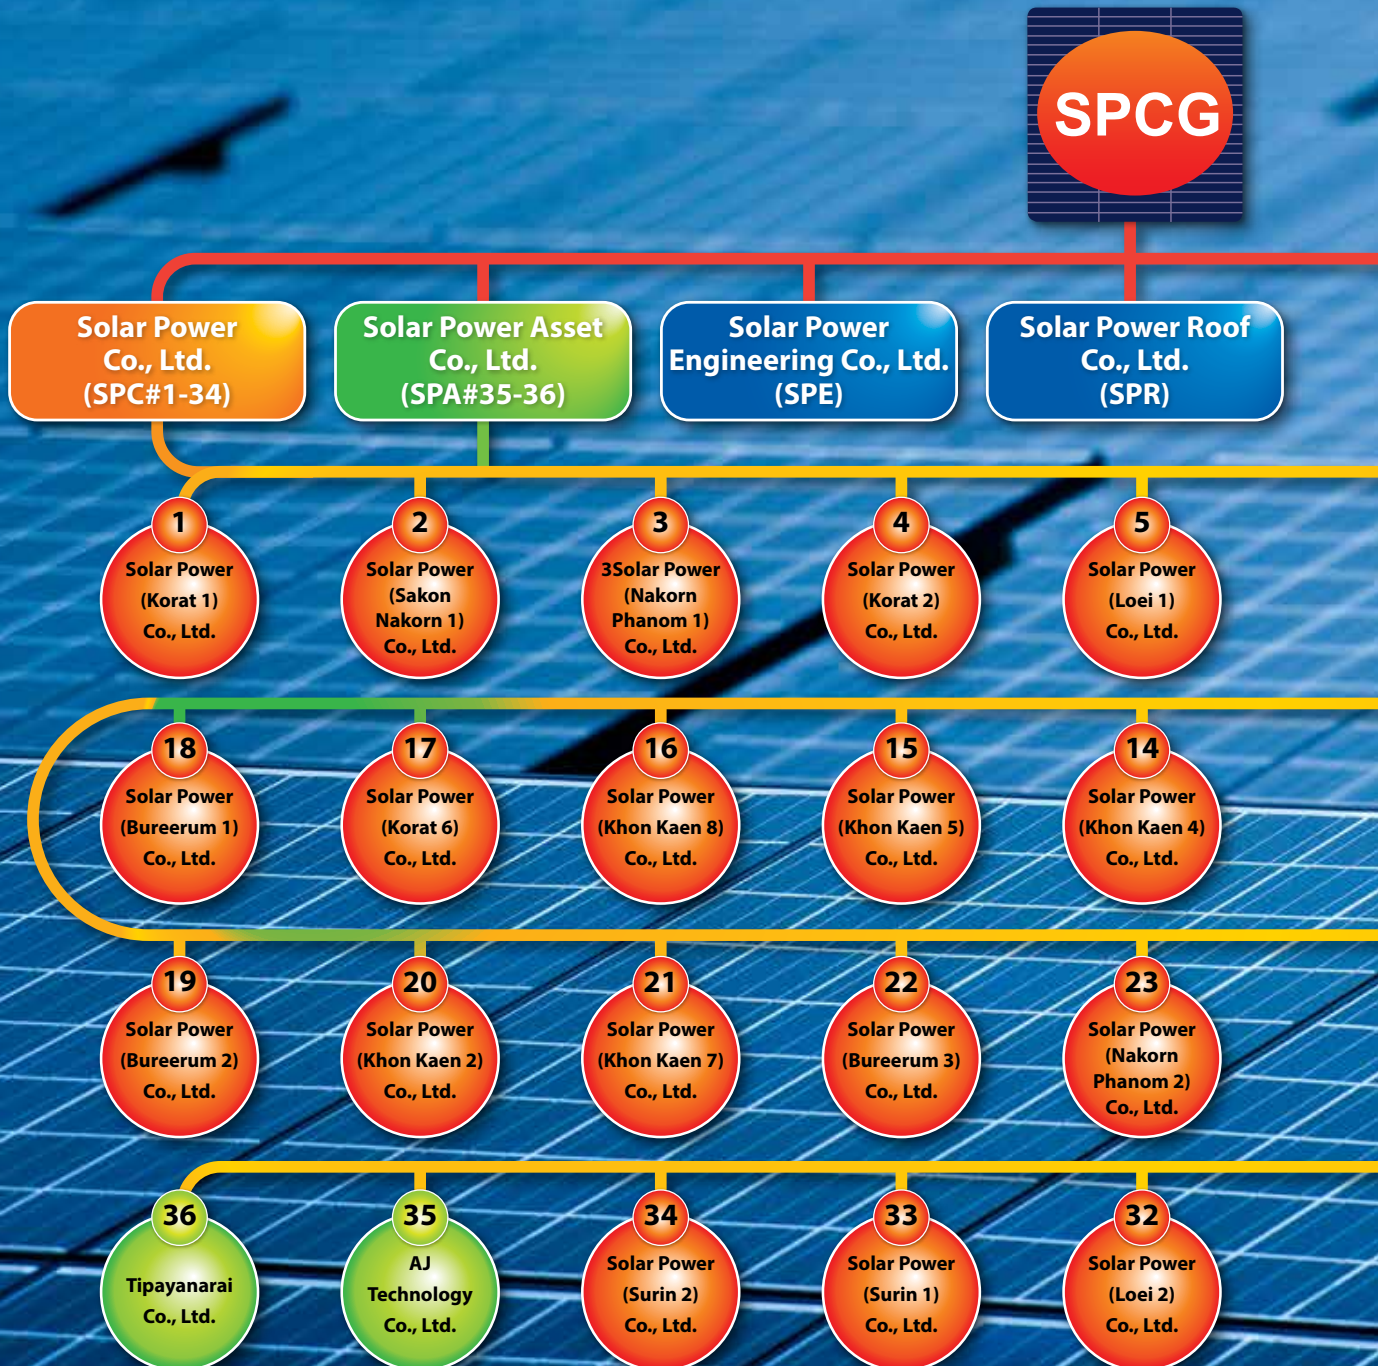 SPCG
Solar Power
Co., Ltd.
(SPC#1-34)
Solar Power Asset
Co., Ltd.
(SPA#35-36)
Solar Power
Engineering Co., Ltd.
(SPE)
Solar Power Roof
Co., Ltd.
(SPR)
1
Solar Power
(Korat 1)
Co., Ltd.
2
Solar Power
(Sakon
Nakorn 1)
Co., Ltd.
3
3Solar Power
(Nakorn
Phanom 1)
Co., Ltd.
4
Solar Power
(Korat 2)
Co., Ltd.
5
Solar Power
(Loei 1)
Co., Ltd.
18
Solar Power
(Bureerum 1)
Co., Ltd.
17
Solar Power
(Korat 6)
Co., Ltd.
16
Solar Power
(Khon Kaen 8)
Co., Ltd.
15
Solar Power
(Khon Kaen 5)
Co., Ltd.
14
Solar Power
(Khon Kaen 4)
Co., Ltd.
19
Solar Power
(Bureerum 2)
Co., Ltd.
20
Solar Power
(Khon Kaen 2)
Co., Ltd.
21
Solar Power
(Khon Kaen 7)
Co., Ltd.
22
Solar Power
(Bureerum 3)
Co., Ltd.
23
Solar Power
(Nakorn
Phanom 2)
Co., Ltd.
36
Tipayanarai
Co., Ltd.
35
AJ
Technology
Co., Ltd.
34
Solar Power
(Surin 2)
Co., Ltd.
33
Solar Power
(Surin 1)
Co., Ltd.
32
Solar Power
(Loei 2)
Co., Ltd.